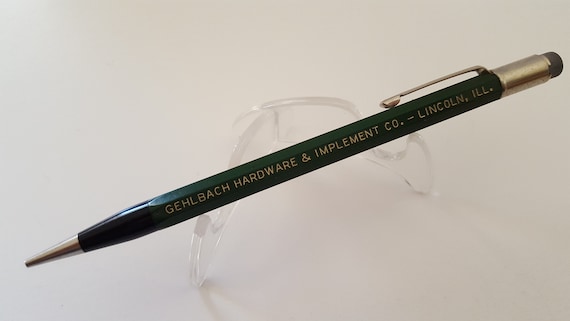 GEHLBACH HARDWARE & IMPLEMENT CO. – LINCOLN, ILL.